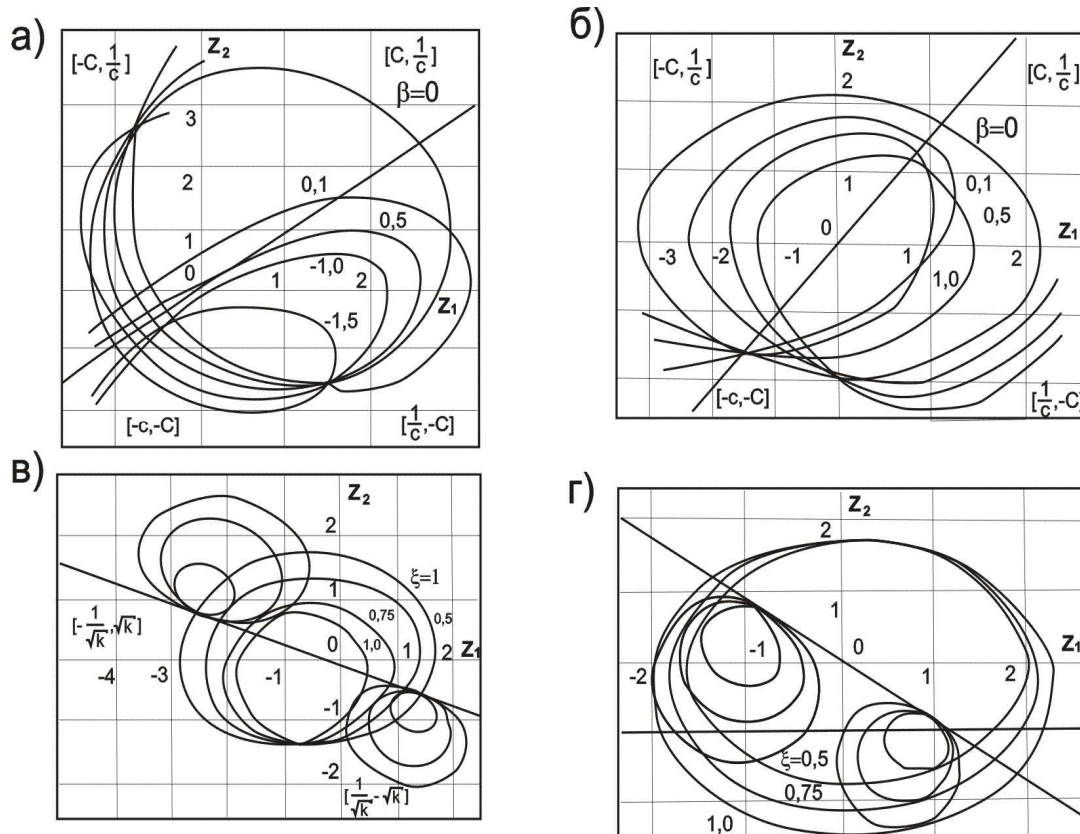 а)
[-C, 1/c]
Z₂
[C, 1/c]
β=0
3
2
0,1
0,5
1
-1,0
0
1
2
-1,5
Z₁
[-c,-C]
[1/c,-C]
б)
[-C, 1/c]
Z₂
[C, 1/c]
2
β=0
1
0,1
0,5
0
Z₁
-3
-2
-1
1
1,0
2
[-c,-C]
[1/c,-C]
в)
Z₂
2
ξ=1
1
0,75
0,5
[-1/√k, √k]
0
1,0
1
2
Z₁
-4
-3
-1
-1
-2
[1/√k -√k]
г)
Z₂
2
1
0
Z₁
-1
-2
1
2
ξ=0,5
0,75
1,0